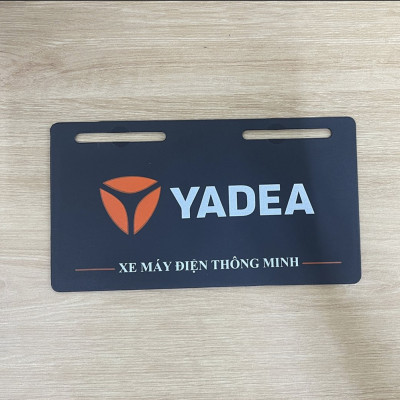 YADEA
XE MÁY ĐIỆN THÔNG MINH